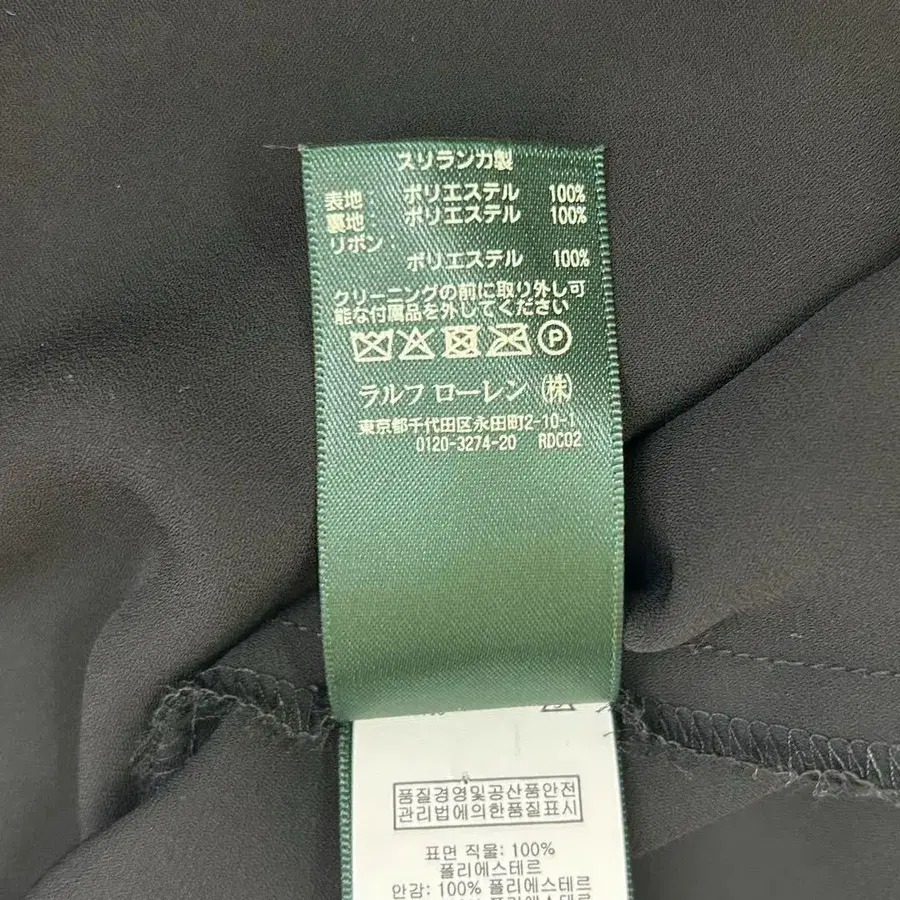 スリランカ製
表地 ポリエステル 100%
裏地 ポリエステル 100%
リボン
ポリエステル 100%
クリーニングの前に取り外し可
能な付属品を外してください
P
ラルフ ローレン (株)
東京都千代田区永田町2-10-1
0120-3274-20 RDC02
품질경영및공산품안전
관리법에의한품질표시
표면 직물: 100%
폴리에스테르
안감: 100% 폴리에스테르